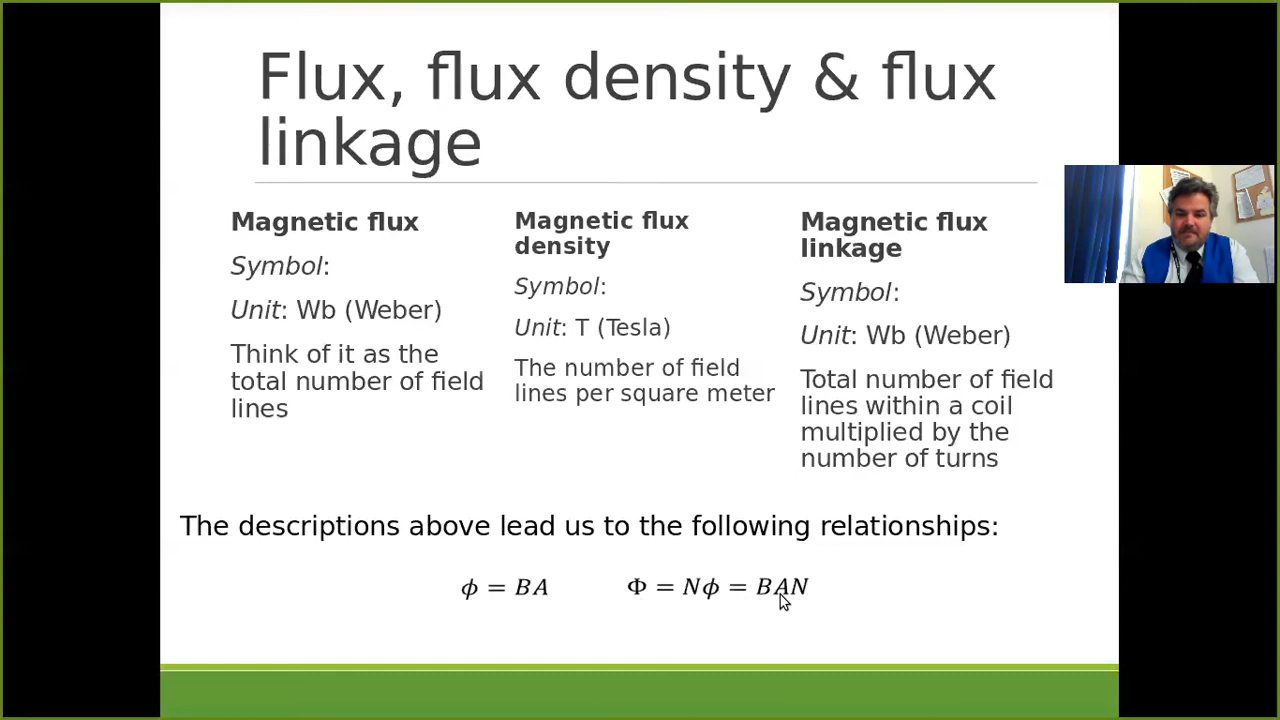 Flux, flux density & flux
linkage
Magnetic flux
Symbol:
Unit: Wb (Weber)
Think of it as the
total number of field
lines
Magnetic flux
density
Symbol:
Unit: T (Tesla)
The number of field
lines per square meter
Magnetic flux
linkage
Symbol:
Unit: Wb (Weber)
Total number of field
lines within a coil
multiplied by the
number of turns
The descriptions above lead us to the following relationships:
ϕ = BA
Φ = Nϕ = BAN